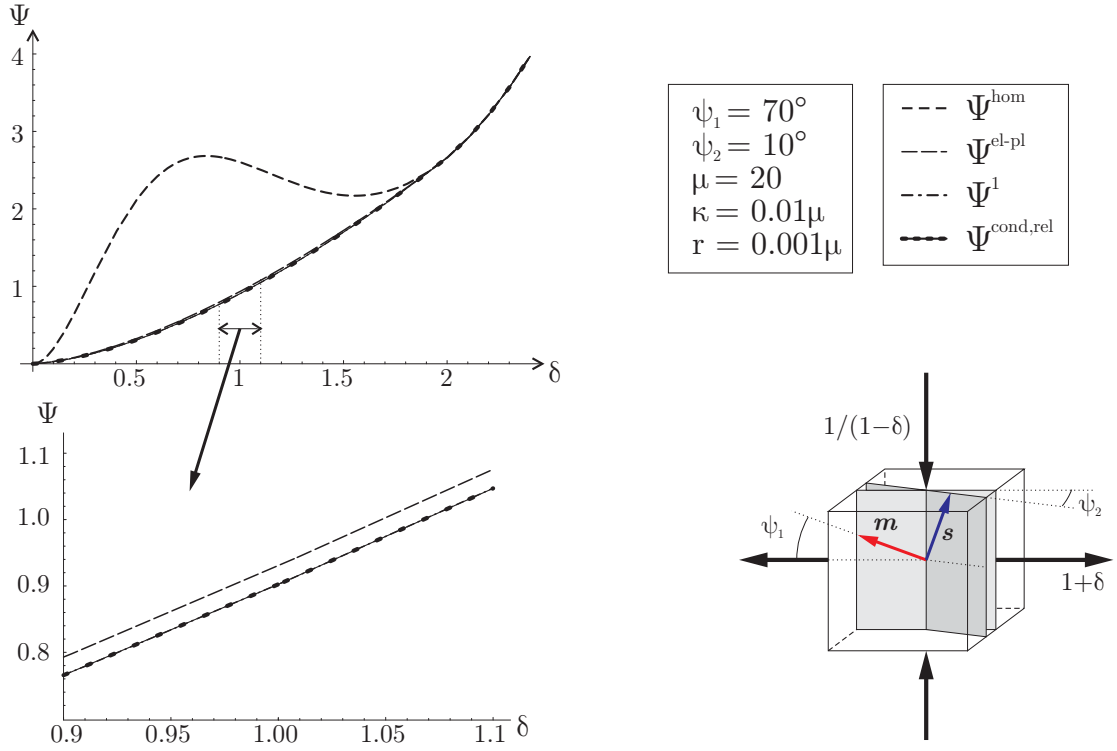 Ψ
4
3
2
1
0.5
1
1.5
2
δ
ψ₁ = 70°
ψ₂ = 10°
μ = 20
κ = 0.01μ
r = 0.001μ
Ψ^hom
Ψ^el-pl
Ψ^1
Ψ^cond,rel
Ψ
1.1
1.0
0.9
0.8
0.9
0.95
1.00
1.05
1.1
δ
1/(1−δ)
ψ₁
m
s
ψ₂
1+δ